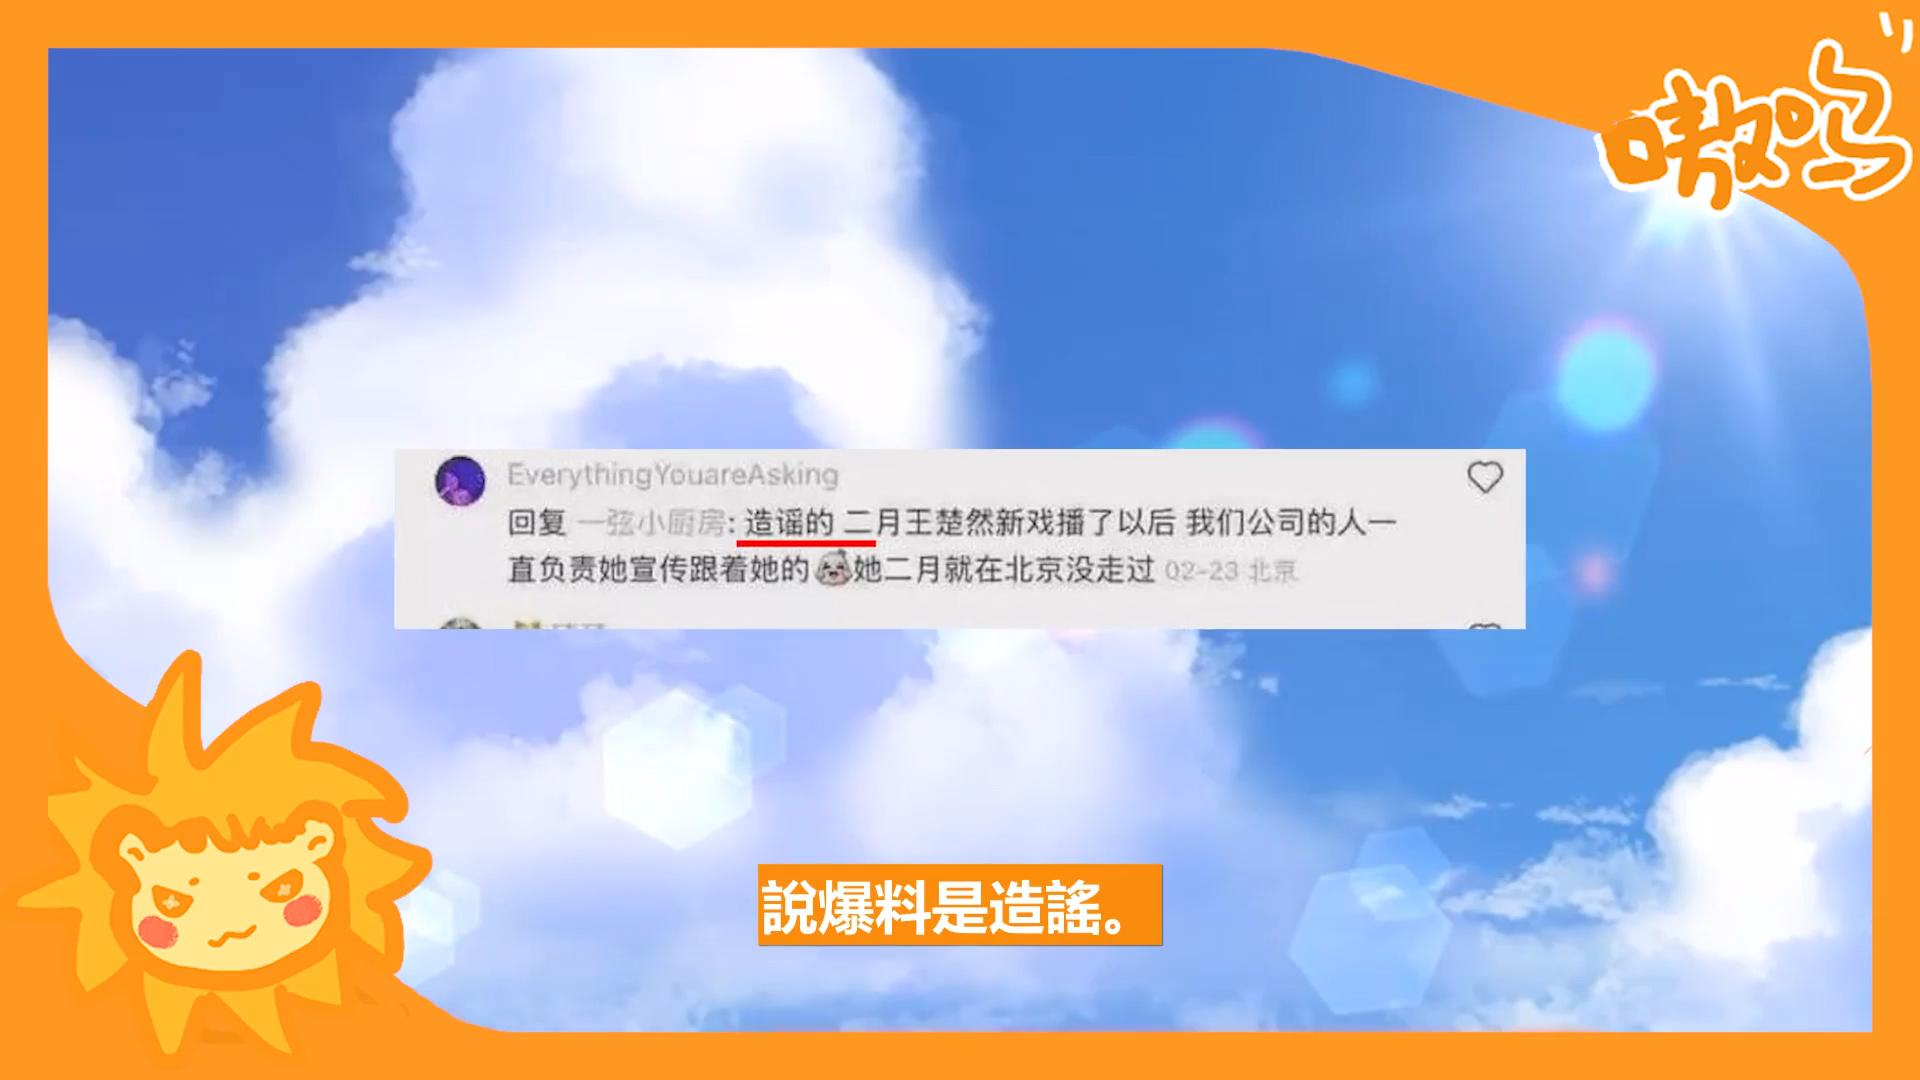 嗷呜
EverythingYouareAsking
回复 一弦小厨房: 造谣的 二月王楚然新戏播了以后 我们公司的人一
直负责她宣传跟着她的她二月就在北京没走过 02-23 北京
說爆料是造謠。